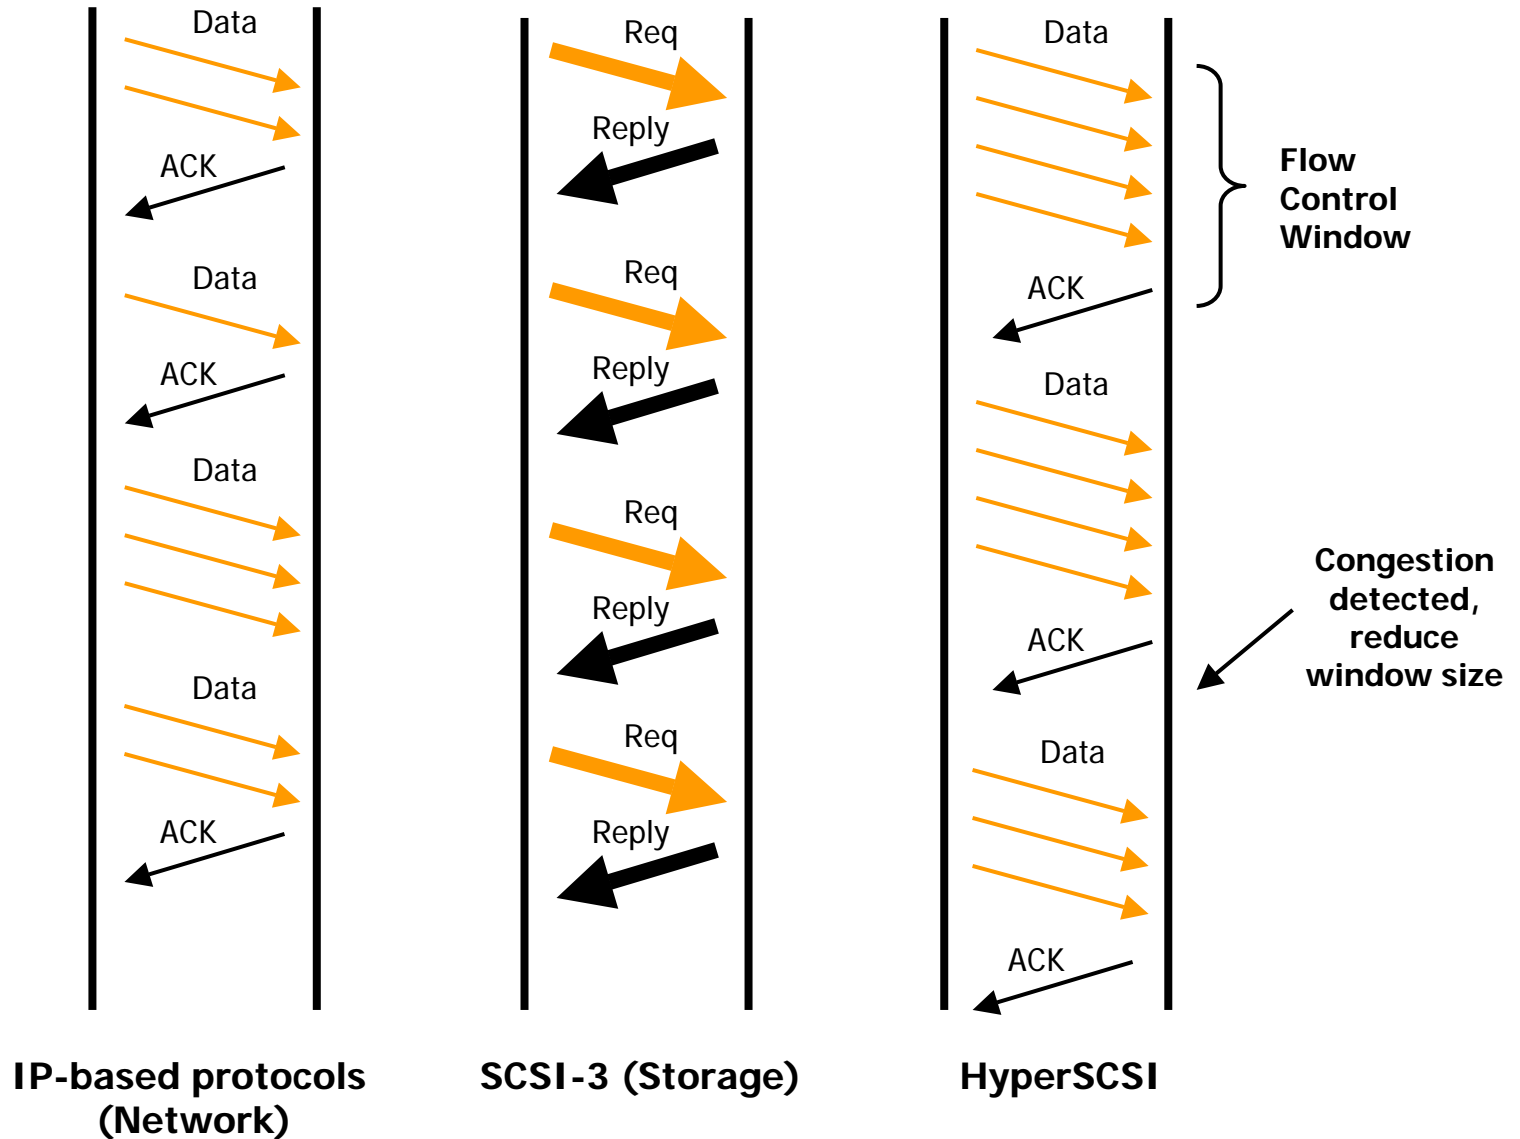 Data
ACK
Data
ACK
Data
Data
ACK
IP-based protocols
(Network)
Req
Reply
Req
Reply
Req
Reply
Req
Reply
SCSI-3 (Storage)
Data
ACK
Data
ACK
Data
ACK
HyperSCSI
Flow
Control
Window
Congestion
detected,
reduce
window size